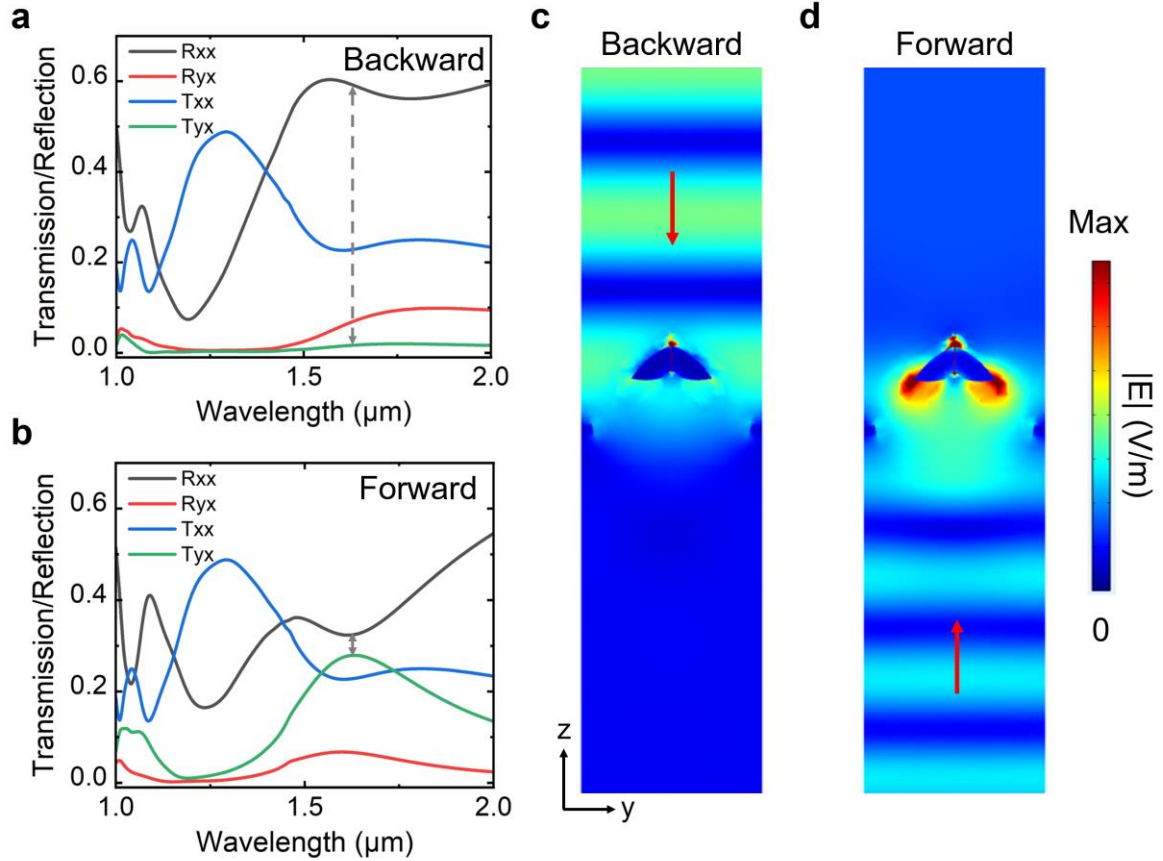 a
Backward
Rxx
Ryx
Txx
Tyx
0.6
0.4
0.2
0.0
1.0 1.5 2.0
Transmission/Reflection
Wavelength (µm)
b
Forward
Rxx
Ryx
Txx
Tyx
0.6
0.4
0.2
0.0
1.0 1.5 2.0
Transmission/Reflection
Wavelength (µm)
c
Backward
z
y
d
Forward
Max
|E| (V/m)
0